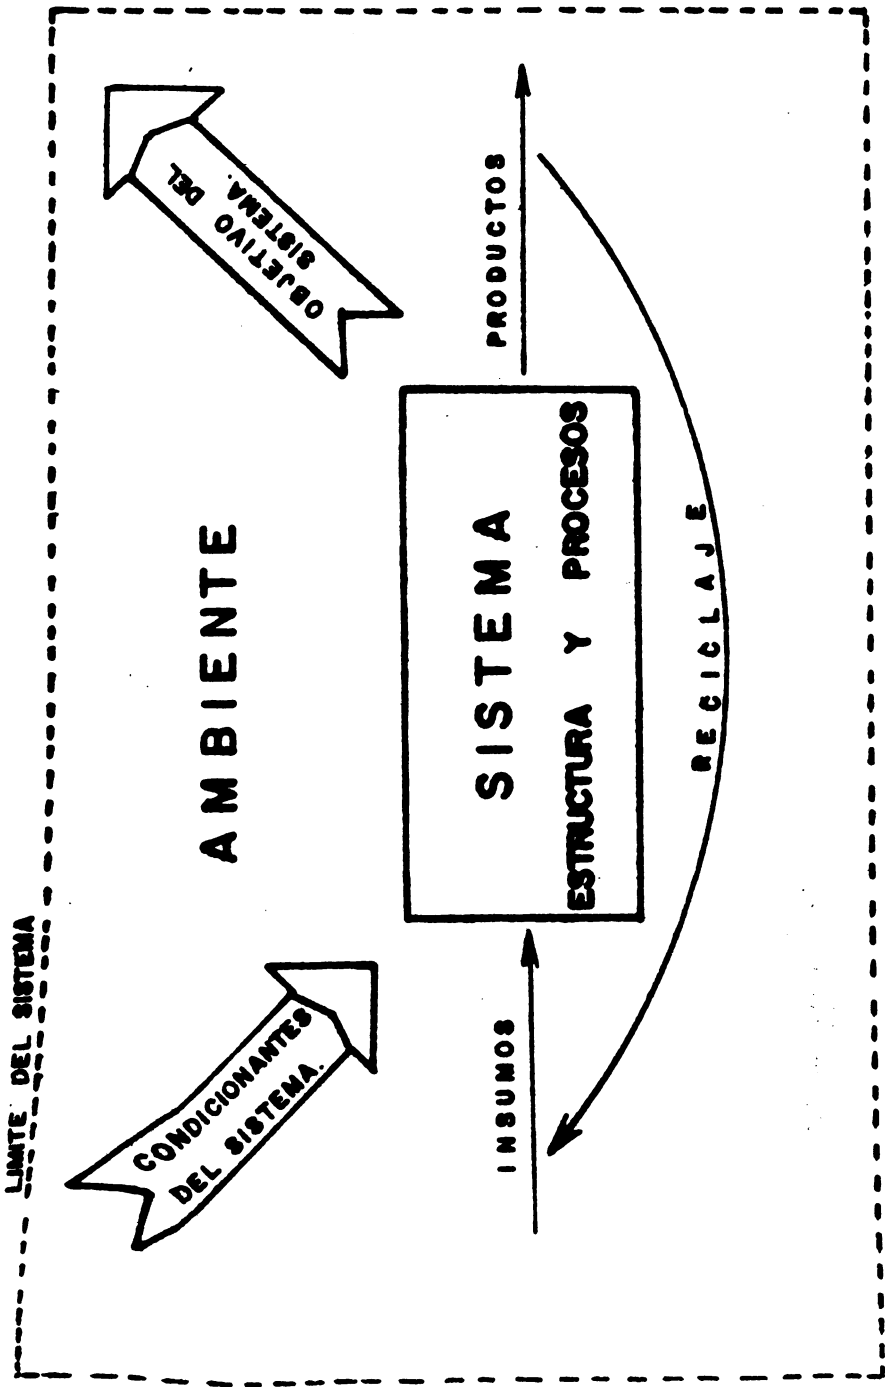 LIMITE DEL SISTEMA
CONDICIONANTES
DEL SISTEMA.
AMBIENTE
OBJETIVO DEL
SISTEMA.
INSUMOS
SISTEMA
ESTRUCTURA Y PROCESOS
PRODUCTOS
RECICLAJE